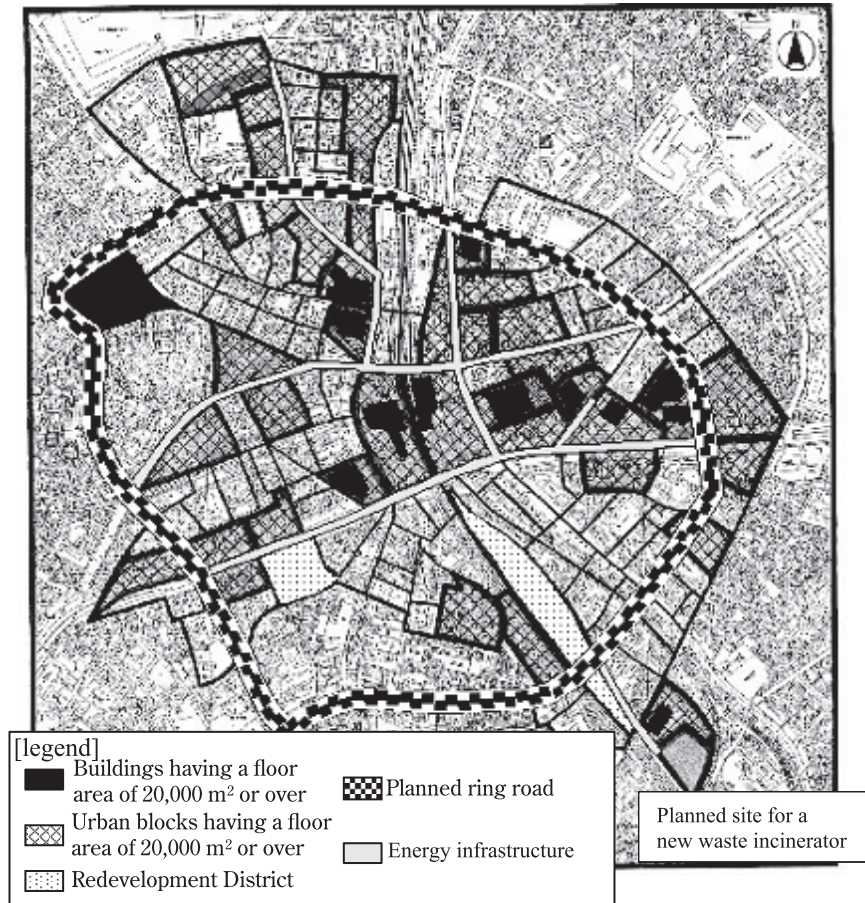 N
[legend]
Buildings having a floor
area of 20,000 m² or over
Urban blocks having a floor
area of 20,000 m² or over
Redevelopment District
Planned ring road
Energy infrastructure
Planned site for a
new waste incinerator